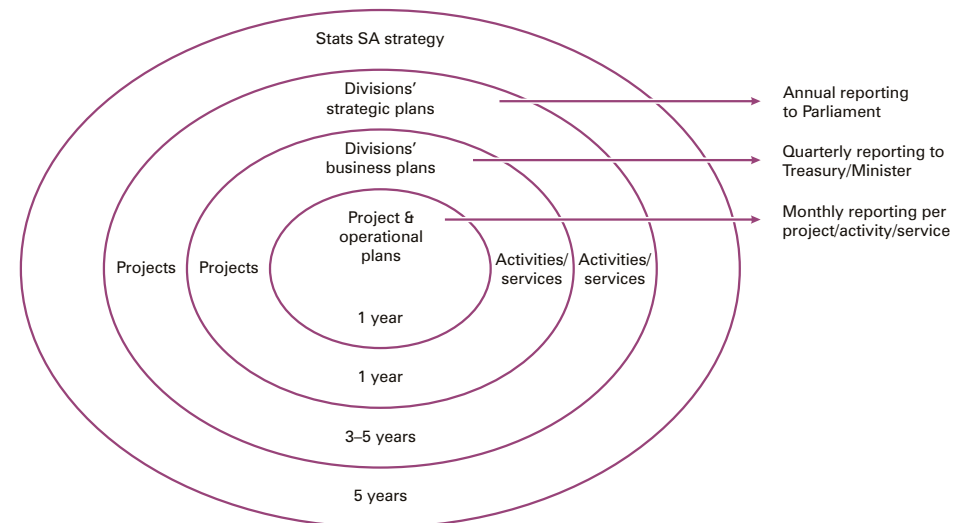 Stats SA strategy
Divisions'
strategic plans
Annual reporting
to Parliament
Divisions'
business plans
Quarterly reporting to
Treasury/Minister
Project &
operational
plans
Monthly reporting per
project/activity/service
Projects
Projects
Activities/
services
Activities/
services
1 year
1 year
3–5 years
5 years